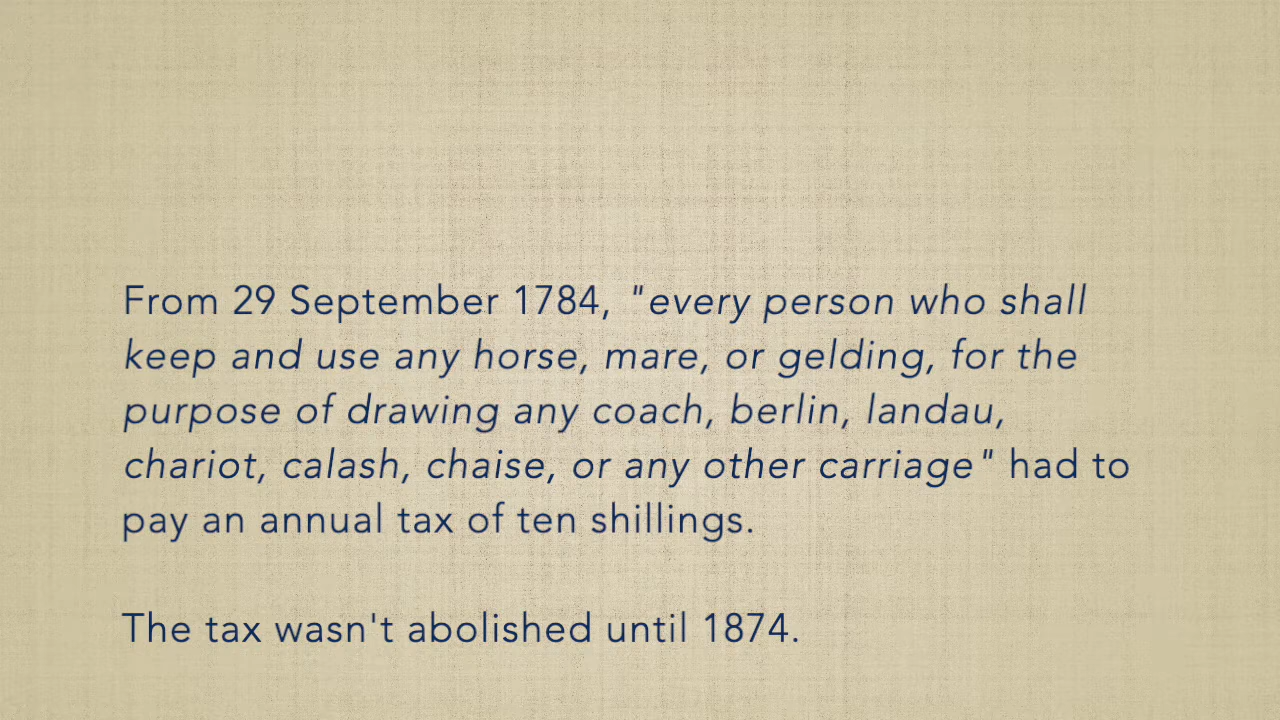 From 29 September 1784, "every person who shall
keep and use any horse, mare, or gelding, for the
purpose of drawing any coach, berlin, landau,
chariot, calash, chaise, or any other carriage" had to
pay an annual tax of ten shillings.
The tax wasn't abolished until 1874.